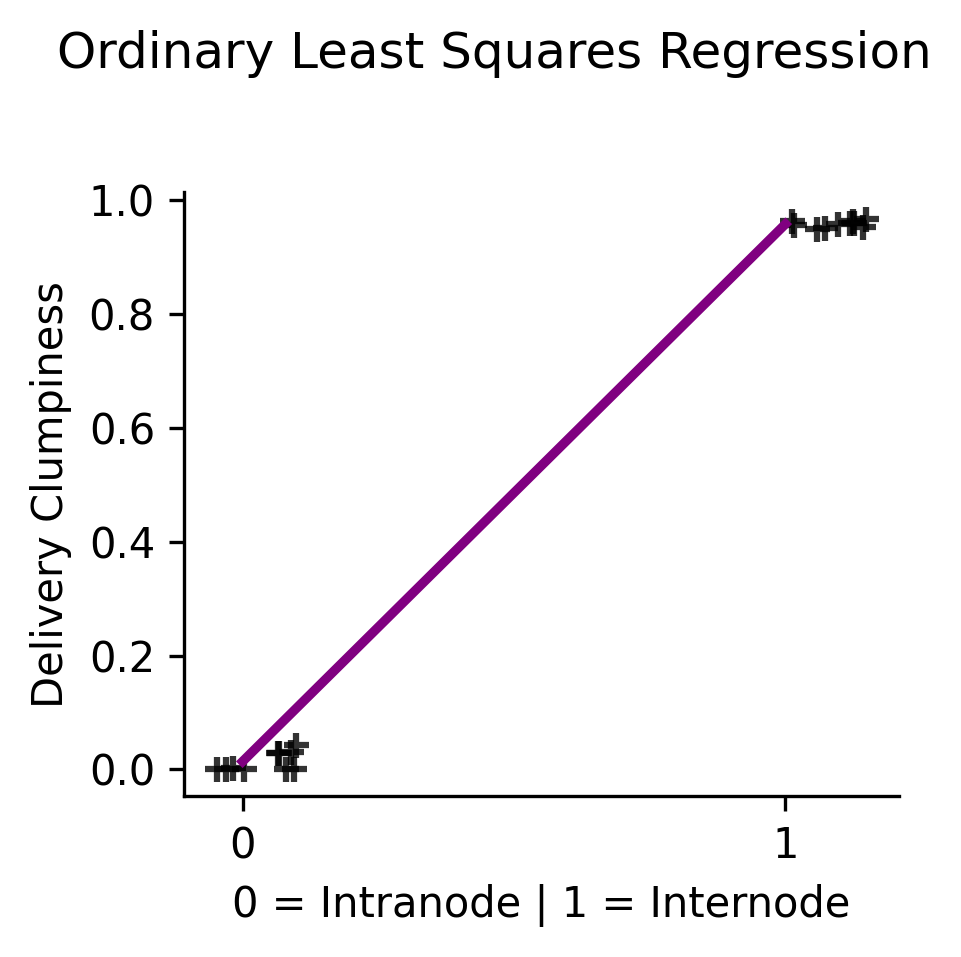 Ordinary Least Squares Regression
1.0
0.8
0.6
0.4
0.2
0.0
Delivery Clumpiness
0 1
0 = Intranode | 1 = Internode